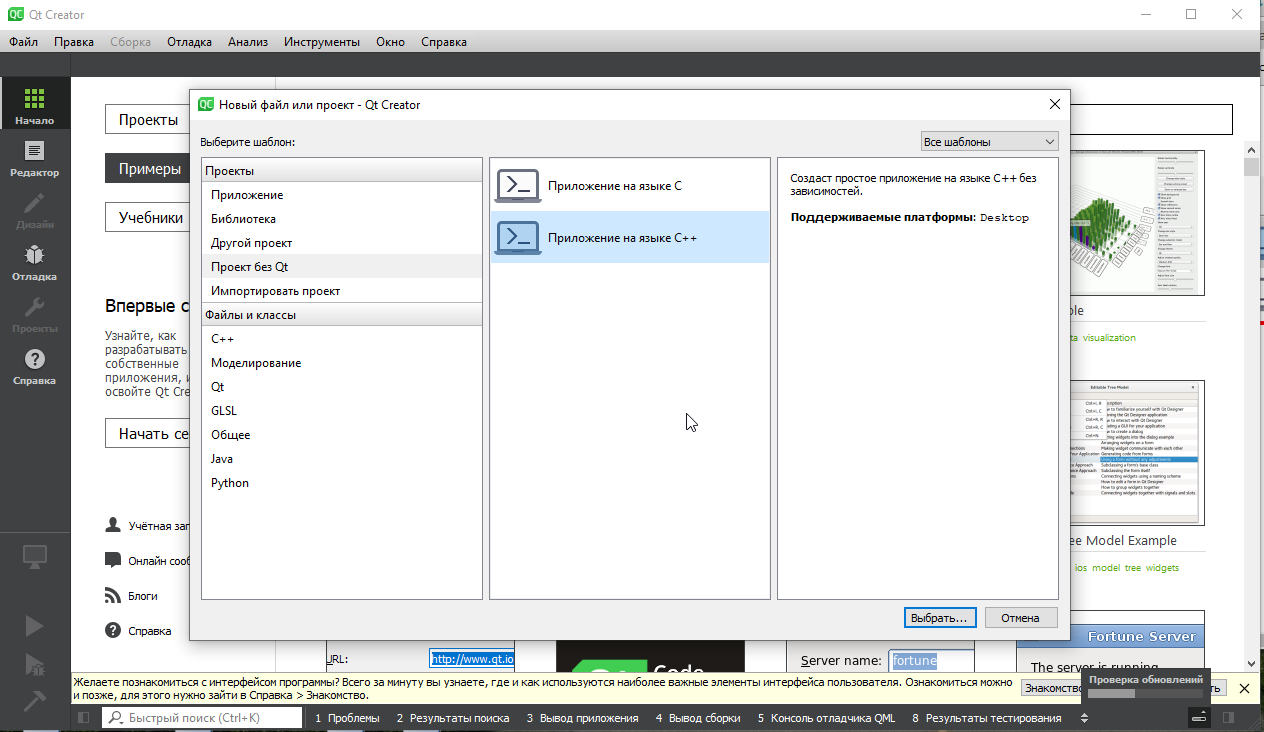 Qt Creator
Файл Правка Сборка Отладка Анализ Инструменты Окно Справка
Новый файл или проект - Qt Creator
Выберите шаблон:
Все шаблоны
Начало
Редактор
Дизайн
Отладка
Проекты
Справка
Проекты
Примеры
Учебники
Впервые с
Узнайте, как
разрабатывать
собственные
приложения, и
освойте Qt Cre
Начать се
Учётная зап
Онлайн сооб
Блоги
Справка
Проекты
Приложение
Библиотека
Другой проект
Проект без Qt
Импортировать проект
Файлы и классы
C++
Моделирование
Qt
GLSL
Общее
Java
Python
Приложение на языке C
Приложение на языке C++
Создаст простое приложение на языке C++ без
зависимостей.
Поддерживаемые платформы: Desktop
Выбрать...
Отмена
ple
ta visualization
Editable Tree Model
ee Model Example
ios model tree widgets
URL:
http://www.qt.io
Code
Server name: fortune
Fortune Server
The server is running
Желаете познакомиться с интерфейсом программы? Всего за минуту вы узнаете, где и как используются наиболее важные элементы интерфейса пользователя. Ознакомиться можно
и позже, для этого нужно зайти в Справка > Знакомство.
Знакомство
Проверка обновлений
Быстрый поиск (Ctrl+K)
1 Проблемы
2 Результаты поиска
3 Вывод приложения
4 Вывод сборки
5 Консоль отладчика QML
8 Результаты тестирования